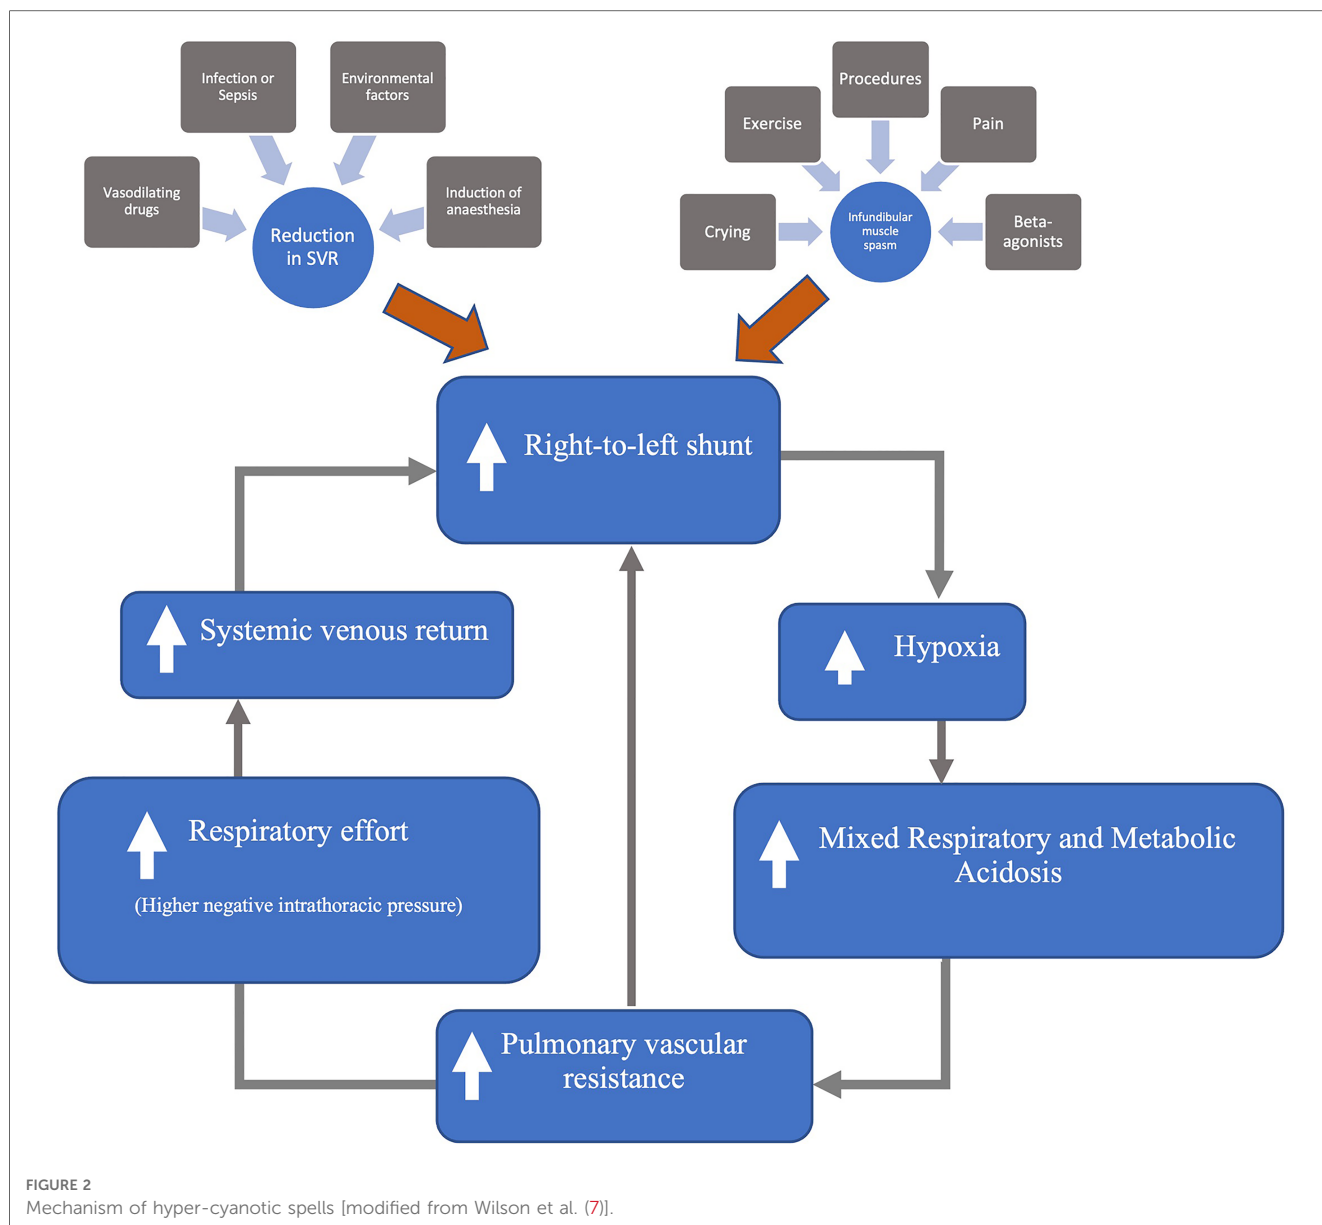 Infection or
Sepsis
Environmental
factors
Vasodilating
drugs
Induction of
anaesthesia
Reduction
in SVR
Procedures
Exercise
Pain
Crying
Beta-
agonists
Infundibular
muscle
spasm
Right-to-left shunt
Systemic venous return
Hypoxia
Respiratory effort
(Higher negative intrathoracic pressure)
Mixed Respiratory and Metabolic
Acidosis
Pulmonary vascular
resistance
FIGURE 2
Mechanism of hyper-cyanotic spells [modified from Wilson et al. (7)].